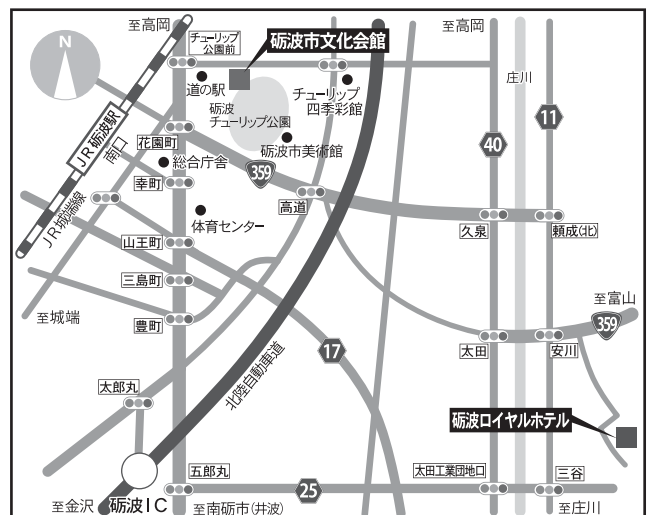 至高岡
チューリップ
公園前
砺波市文化会館
至高岡
N
庄川
道の駅
砺波
チューリップ公園
チューリップ
四季彩館
11
40
JR砺波駅
南口
花園町
砺波市美術館
総合庁舎
359
幸町
高道
JR城端線
体育センター
久泉
頼成(北)
山王町
三島町
至富山
至城端
豊町
359
17
太田
安川
北陸自動車道
太郎丸
砺波ロイヤルホテル
五郎丸
太田工業団地口
三谷
25
至金沢
砺波IC
至南砺市(井波)
至庄川